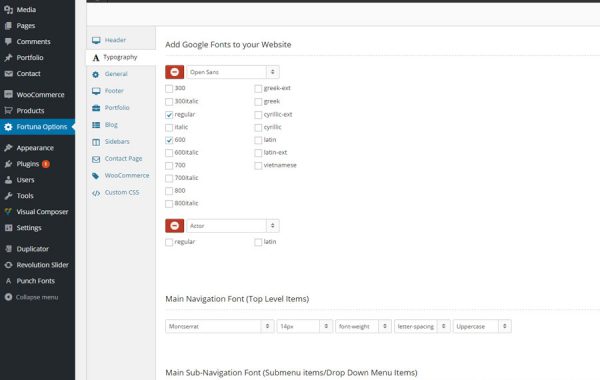 Media
Pages
Comments
Portfolio
Contact
WooCommerce
Products
Fortuna Options
Appearance
Plugins 1
Users
Tools
Visual Composer
Settings
Duplicator
Revolution Slider
A Punch Fonts
Collapse menu
Header
A Typography
General
Footer
Portfolio
Blog
Sidebars
Contact Page
WooCommerce
</> Custom CSS
Add Google Fonts to your Website
Open Sans
300 greek-ext
300italic greek
regular cyrillic-ext
italic cyrillic
600 latin
600italic latin-ext
700 vietnamese
700italic
800
800italic
Actor
regular latin
Main Navigation Font (Top Level Items)
Montserrat 14px font-weight letter-spacing Uppercase
Main Sub-Navigation Font (Submenu items/Drop Down Menu Items)